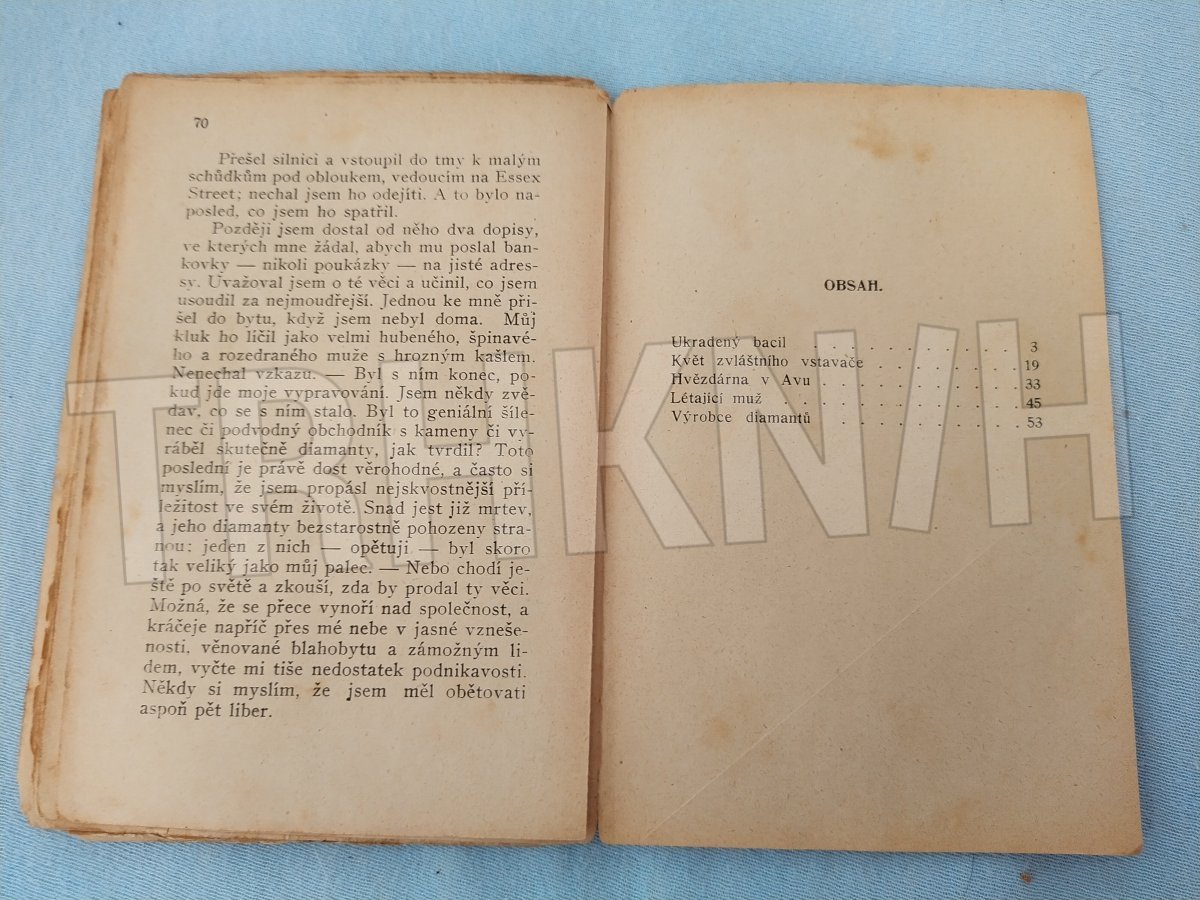 70
Přešel silnici a vstoupil do tmy k malým
schůdkům pod obloukem, vedoucím na Essex
Street; nechal jsem ho odejíti. A to bylo na-
posled, co jsem ho spatřil.
Později jsem dostal od něho dva dopisy,
ve kterých mne žádal, abych mu poslal ban-
kovky — nikoli poukázky — na jisté adres-
sy. Uvažoval jsem o té věci a učinil, co jsem
usoudil za nejmoudřejší. Jednou ke mně při-
šel do bytu, když jsem nebyl doma. Můj
kluk ho líčil jako velmi hubeného, špinavé-
ho a rozedraného muže s hrozným kašlem.
Nenechal vzkazu. — Byl s ním konec, po-
kud jde moje vypravování. Jsem někdy zvě-
dav, co se s ním stalo. Byl to geniální šíle-
nec či podvodný obchodník s kameny či vy-
ráběl skutečně diamanty, jak tvrdil? Toto
poslední je právě dost věrohodné, a často si
myslím, že jsem propásl nejskvostnější pří-
ležitost ve svém životě. Snad jest již mrtev,
a jeho diamanty bezstarostně pohozeny stra-
nou: jeden z nich — opětuji — byl skoro
tak veliký jako můj palec. — Nebo chodí je-
ště po světě a zkouší, zda by prodal ty věci.
Možná, že se přece vynoří nad společnost, a
kráčeje napříč přes mé nebe v jasné vzneše-
nosti, věnované blahobytu a zámožným li-
dem, vyčte mi tiše nedostatek podnikavosti.
Někdy si myslím, že jsem měl obětovati
aspoň pět liber.
OBSAH.
Ukradený bacil . . . . . . . . . . . 3
Květ zvláštního vstavače . . . . . . . . 19
Hvězdárna v Avu . . . . . . . . . . 33
Létající muž . . . . . . . . . . . 45
Výrobce diamantů . . . . . . . . . . 53
TRHKNIH